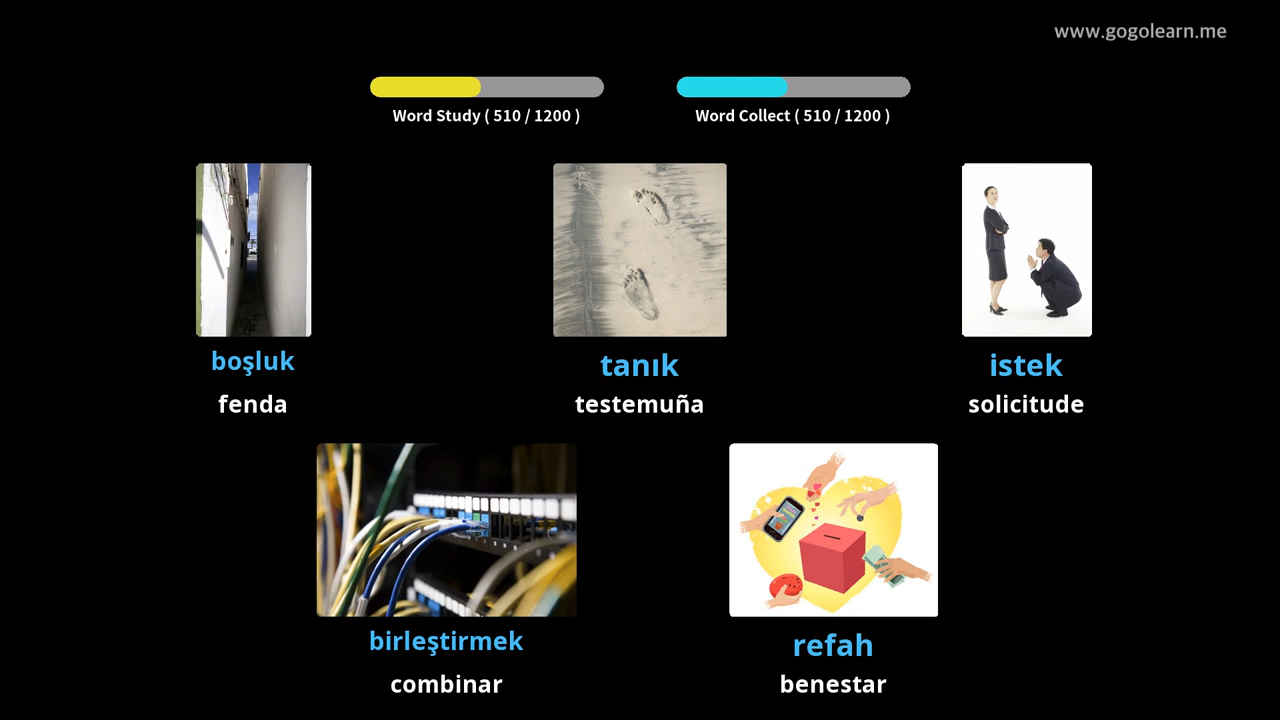 www.gogolearn.me
Word Study ( 510 / 1200 )
Word Collect ( 510 / 1200 )
boşluk
fenda
tanık
testemuña
istek
solicitude
birleştirmek
combinar
refah
benestar